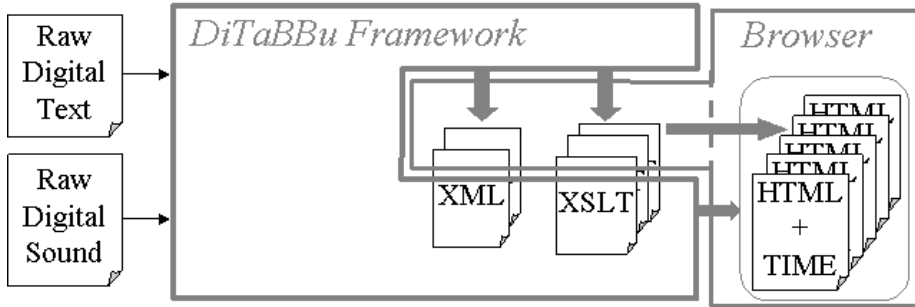 Raw
Digital
Text
DiTaBBu Framework
Browser
Raw
Digital
Sound
XML
XSLT
HTML
HTML
HTML
HTML
HTML
+
TIME